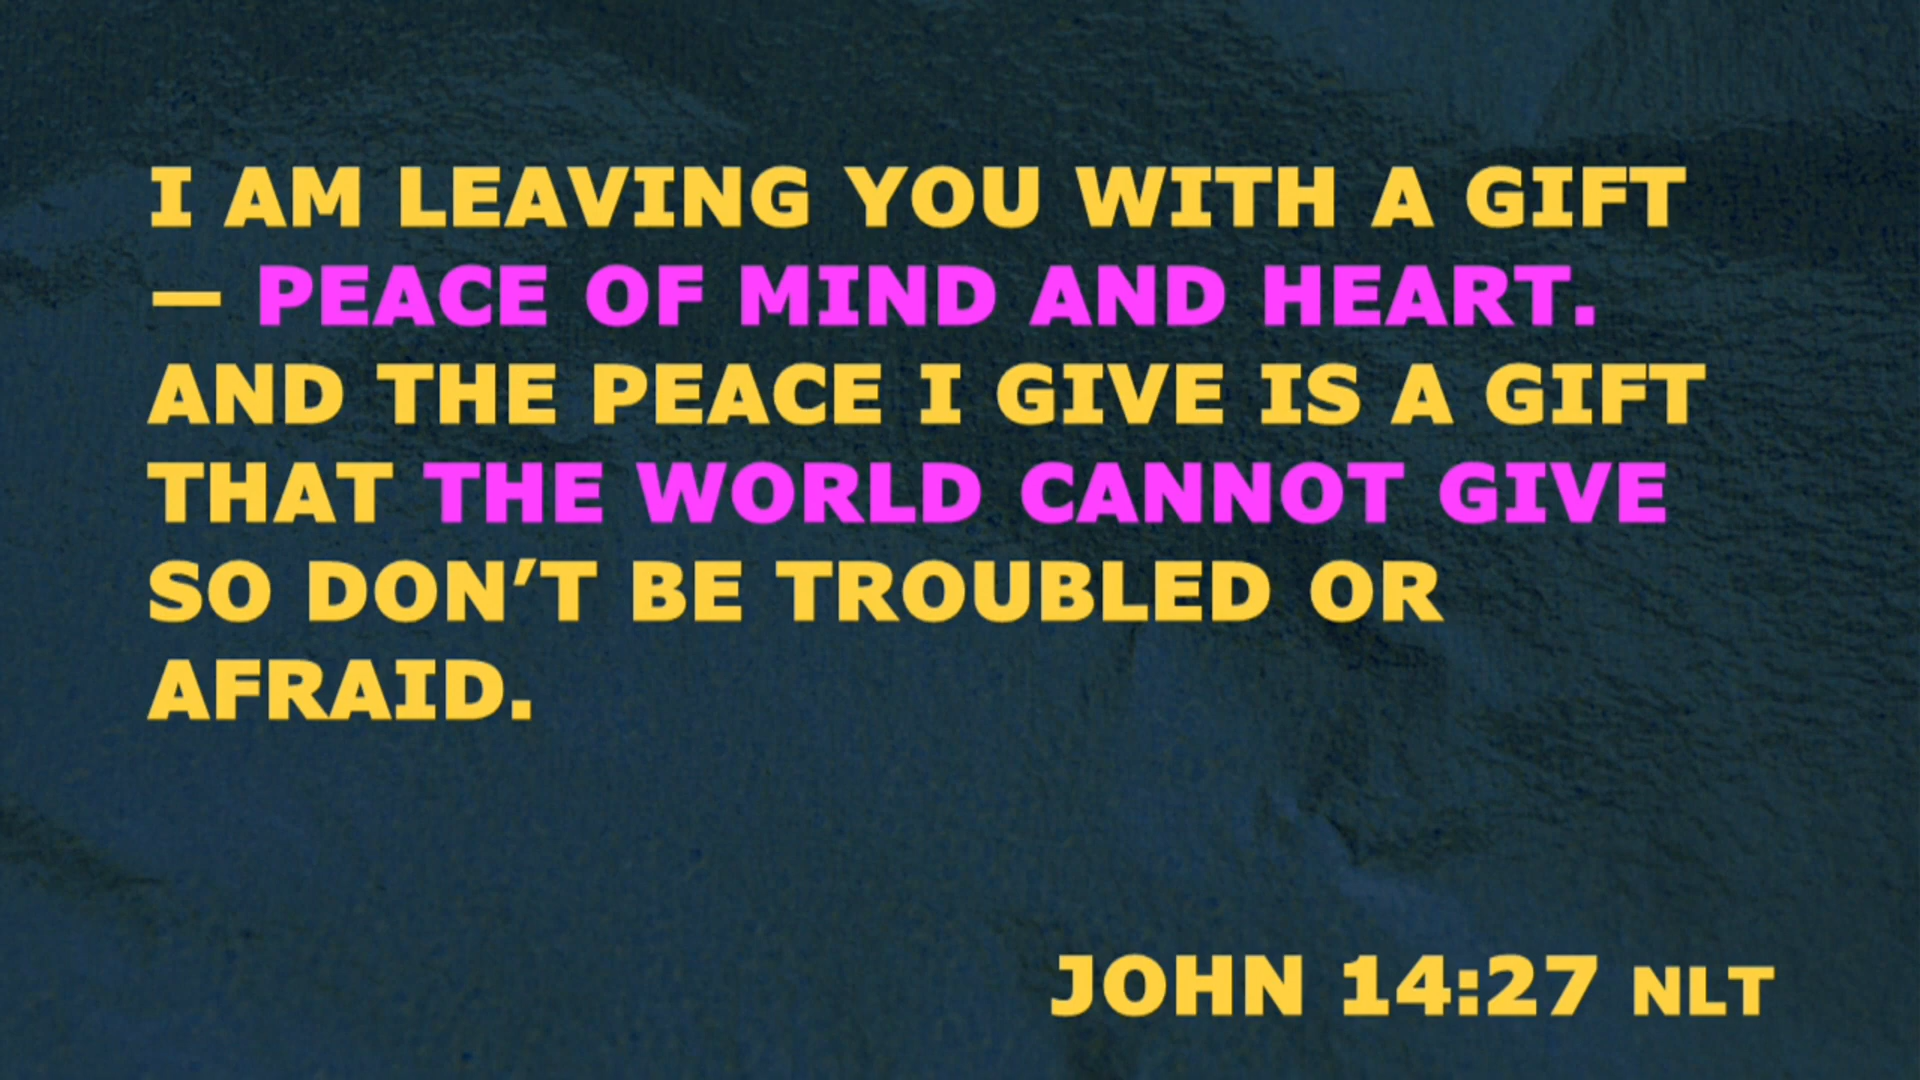 I AM LEAVING YOU WITH A GIFT
— PEACE OF MIND AND HEART.
AND THE PEACE I GIVE IS A GIFT
THAT THE WORLD CANNOT GIVE
SO DON’T BE TROUBLED OR
AFRAID.
JOHN 14:27 NLT